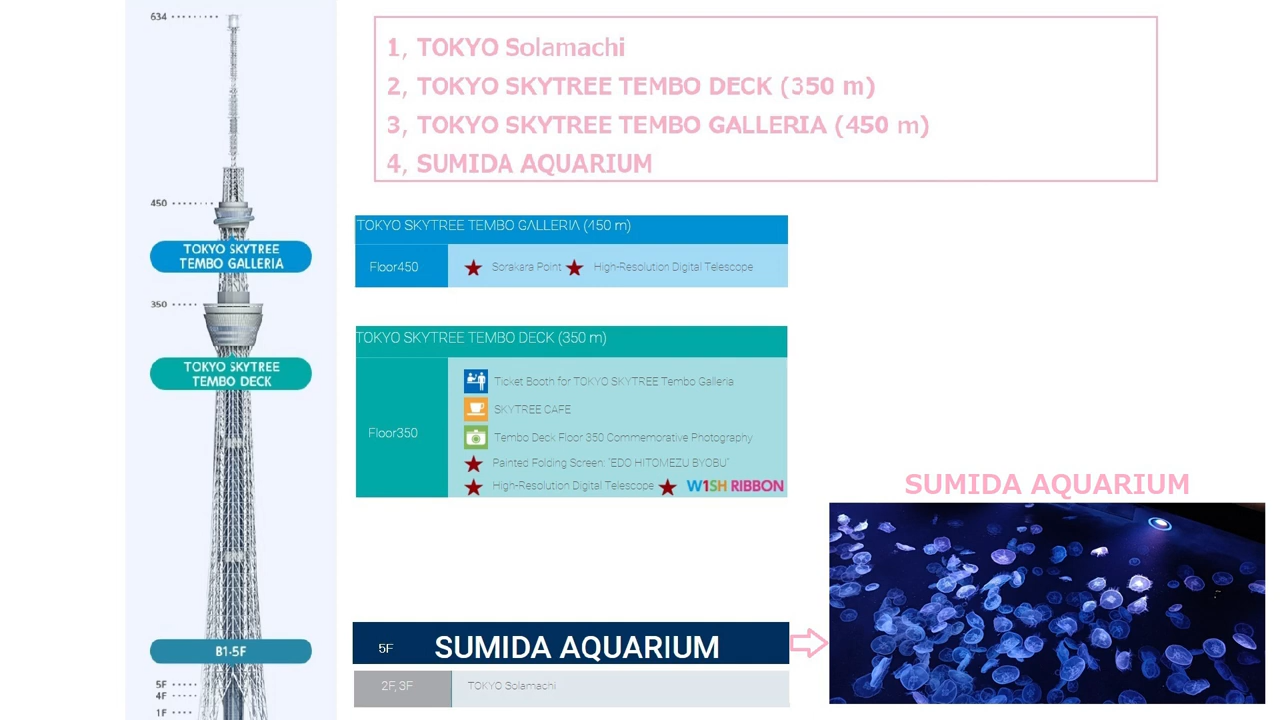 634
450
TOKYO SKYTREE
TEMBO GALLERIA
350
TOKYO SKYTREE
TEMBO DECK
B1-5F
5F
4F
1F
1, TOKYO Solamachi
2, TOKYO SKYTREE TEMBO DECK (350 m)
3, TOKYO SKYTREE TEMBO GALLERIA (450 m)
4, SUMIDA AQUARIUM
TOKYO SKYTREE TEMBO GALLERIA (450 m)
Floor450
Sorakara Point
High-Resolution Digital Telescope
TOKYO SKYTREE TEMBO DECK (350 m)
Floor350
Ticket Booth for TOKYO SKYTREE Tembo Galleria
SKYTREE CAFE
Tembo Deck Floor 350 Commemorative Photography
Painted Folding Screen: "EDO HITOMEZU BYOBU"
High-Resolution Digital Telescope
W1SH RIBBON
5F
SUMIDA AQUARIUM
2F, 3F
TOKYO Solamachi
SUMIDA AQUARIUM